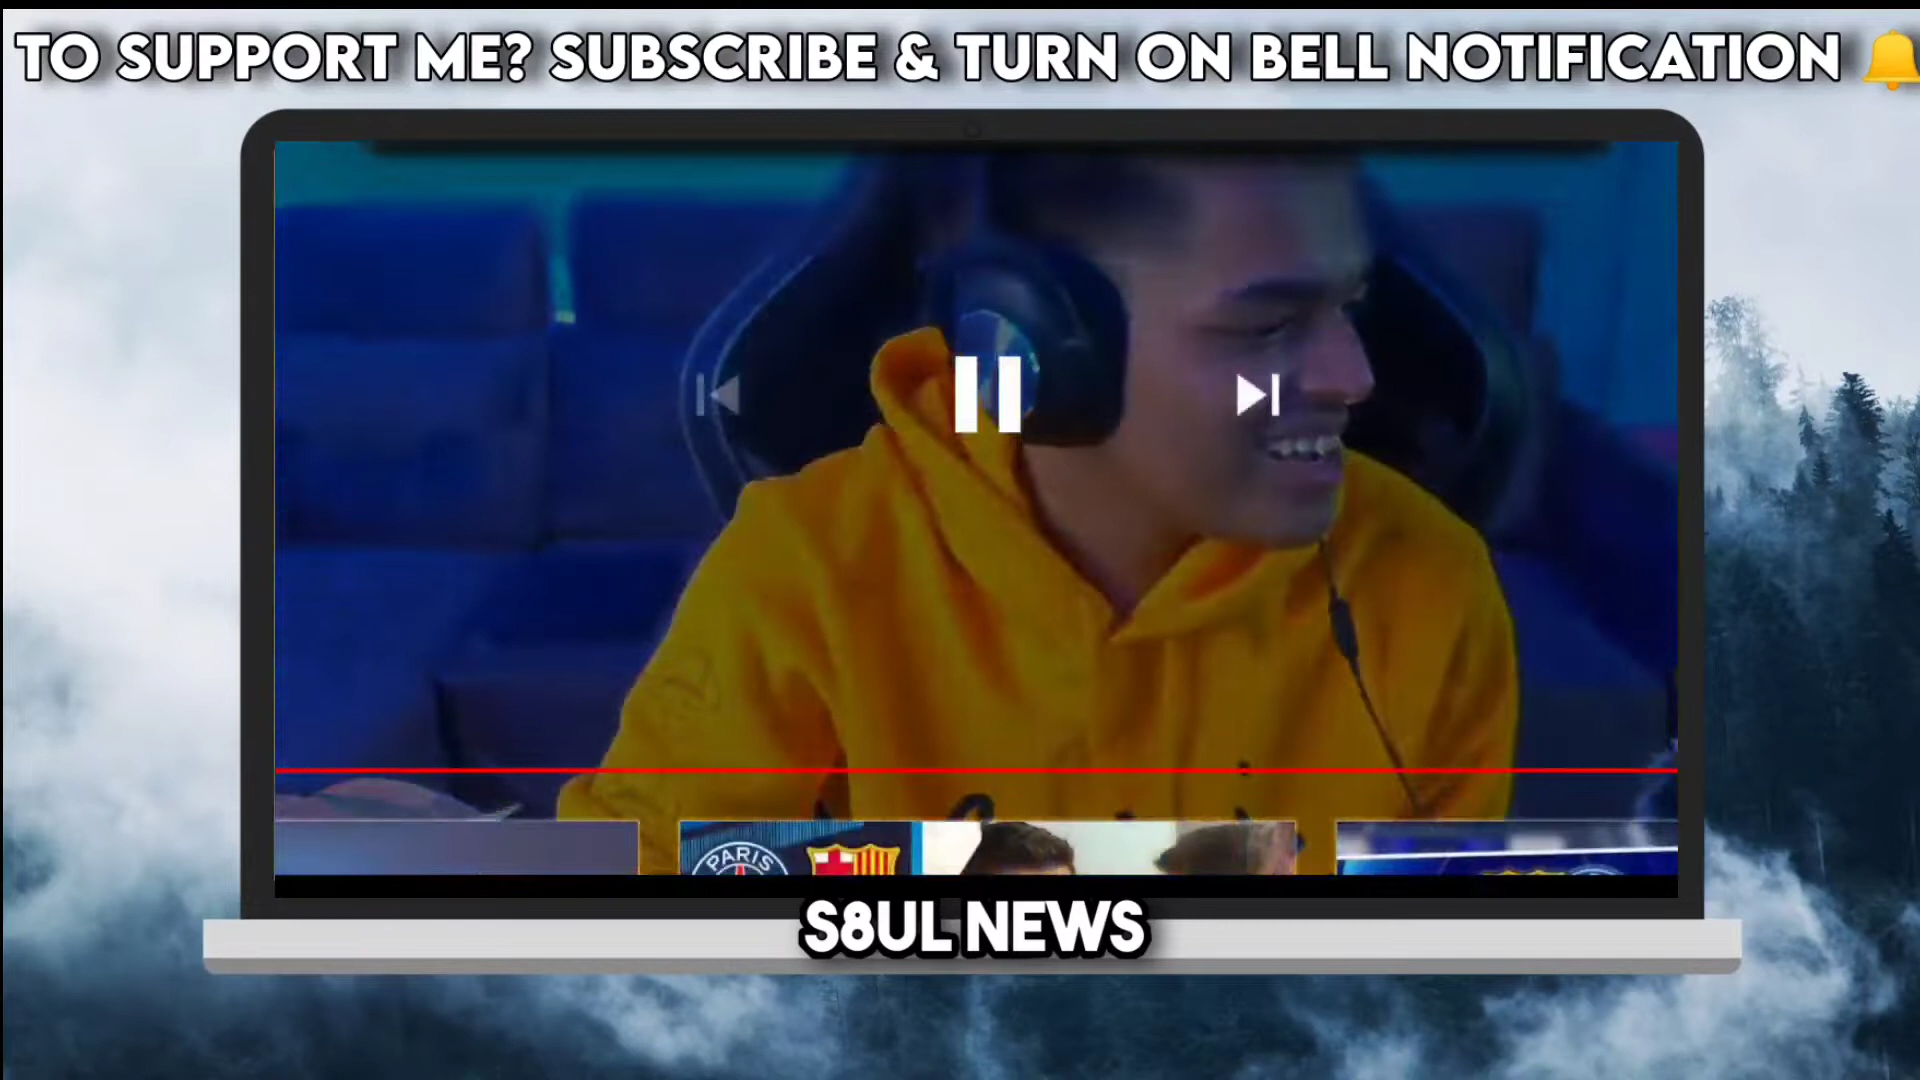 TO SUPPORT ME? SUBSCRIBE & TURN ON BELL NOTIFICATION 🔔
PARIS
S8UL NEWS